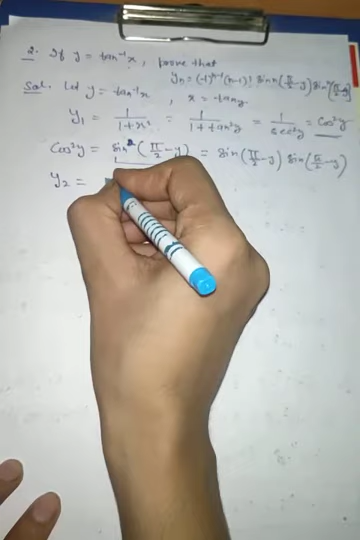 2. If y = tan⁻¹x, prove that
yₙ = (-1)ⁿ⁻¹ (n-1)! sin n(π/2 - y) sinⁿ(π/2 - y)
Sol. Let y = tan⁻¹x, x = tan y
y₁ = 1/(1+x²) = 1/(1+tan²y) = 1/sec²y = cos²y
cos²y = sin²(π/2 - y) = sin(π/2 - y) sin(π/2 - y)
y₂ =